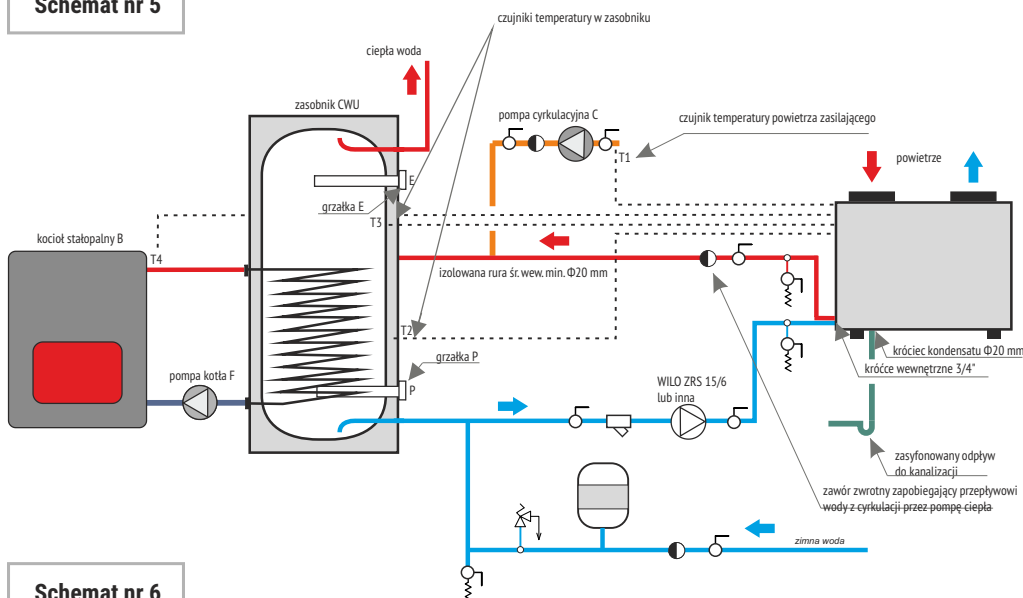 Schemat nr 5
czujniki temperatury w zasobniku
ciepła woda
zasobnik CWU
pompa cyrkulacyjna C
czujnik temperatury powietrza zasilającego
T1
powietrze
E
grzałka E
T3
kocioł stałopalny B
T4
izolowana rura śr. wew. min. Φ20 mm
T2
króciec kondensatu Φ20 mm
grzałka P
króćce wewnętrzne 3/4"
pompa kotła F
P
WILO ZRS 15/6
lub inna
zasyfonowany odpływ
do kanalizacji
zawór zwrotny zapobiegający przepływowi
wody z cyrkulacji przez pompę ciepła
zimna woda
Schemat nr 6